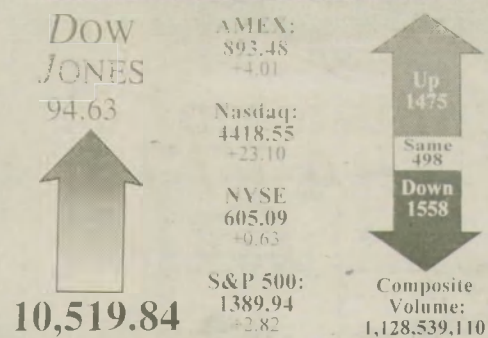 DOW
JONES
94.63
10,519.84
AMEX:
893.48
+4.01
Nasdaq:
4418.55
+23.10
NYSE
605.09
+0.63
S&P 500:
1389.94
+2.82
Up
1475
Same
498
Down
1558
Composite
Volume:
1,128,539,110